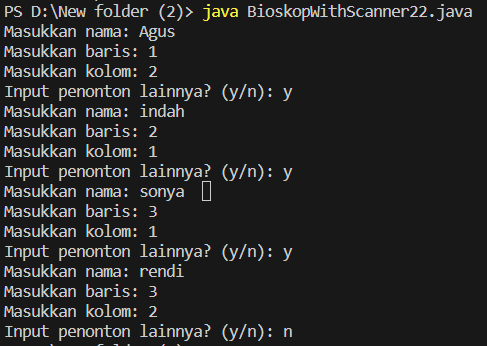 PS D:\New folder (2)> java BioskopWithScanner22.java
Masukkan nama: Agus
Masukkan baris: 1
Masukkan kolom: 2
Input penonton lainnya? (y/n): y
Masukkan nama: indah
Masukkan baris: 2
Masukkan kolom: 1
Input penonton lainnya? (y/n): y
Masukkan nama: sonya
Masukkan baris: 3
Masukkan kolom: 1
Input penonton lainnya? (y/n): y
Masukkan nama: rendi
Masukkan baris: 3
Masukkan kolom: 2
Input penonton lainnya? (y/n): n